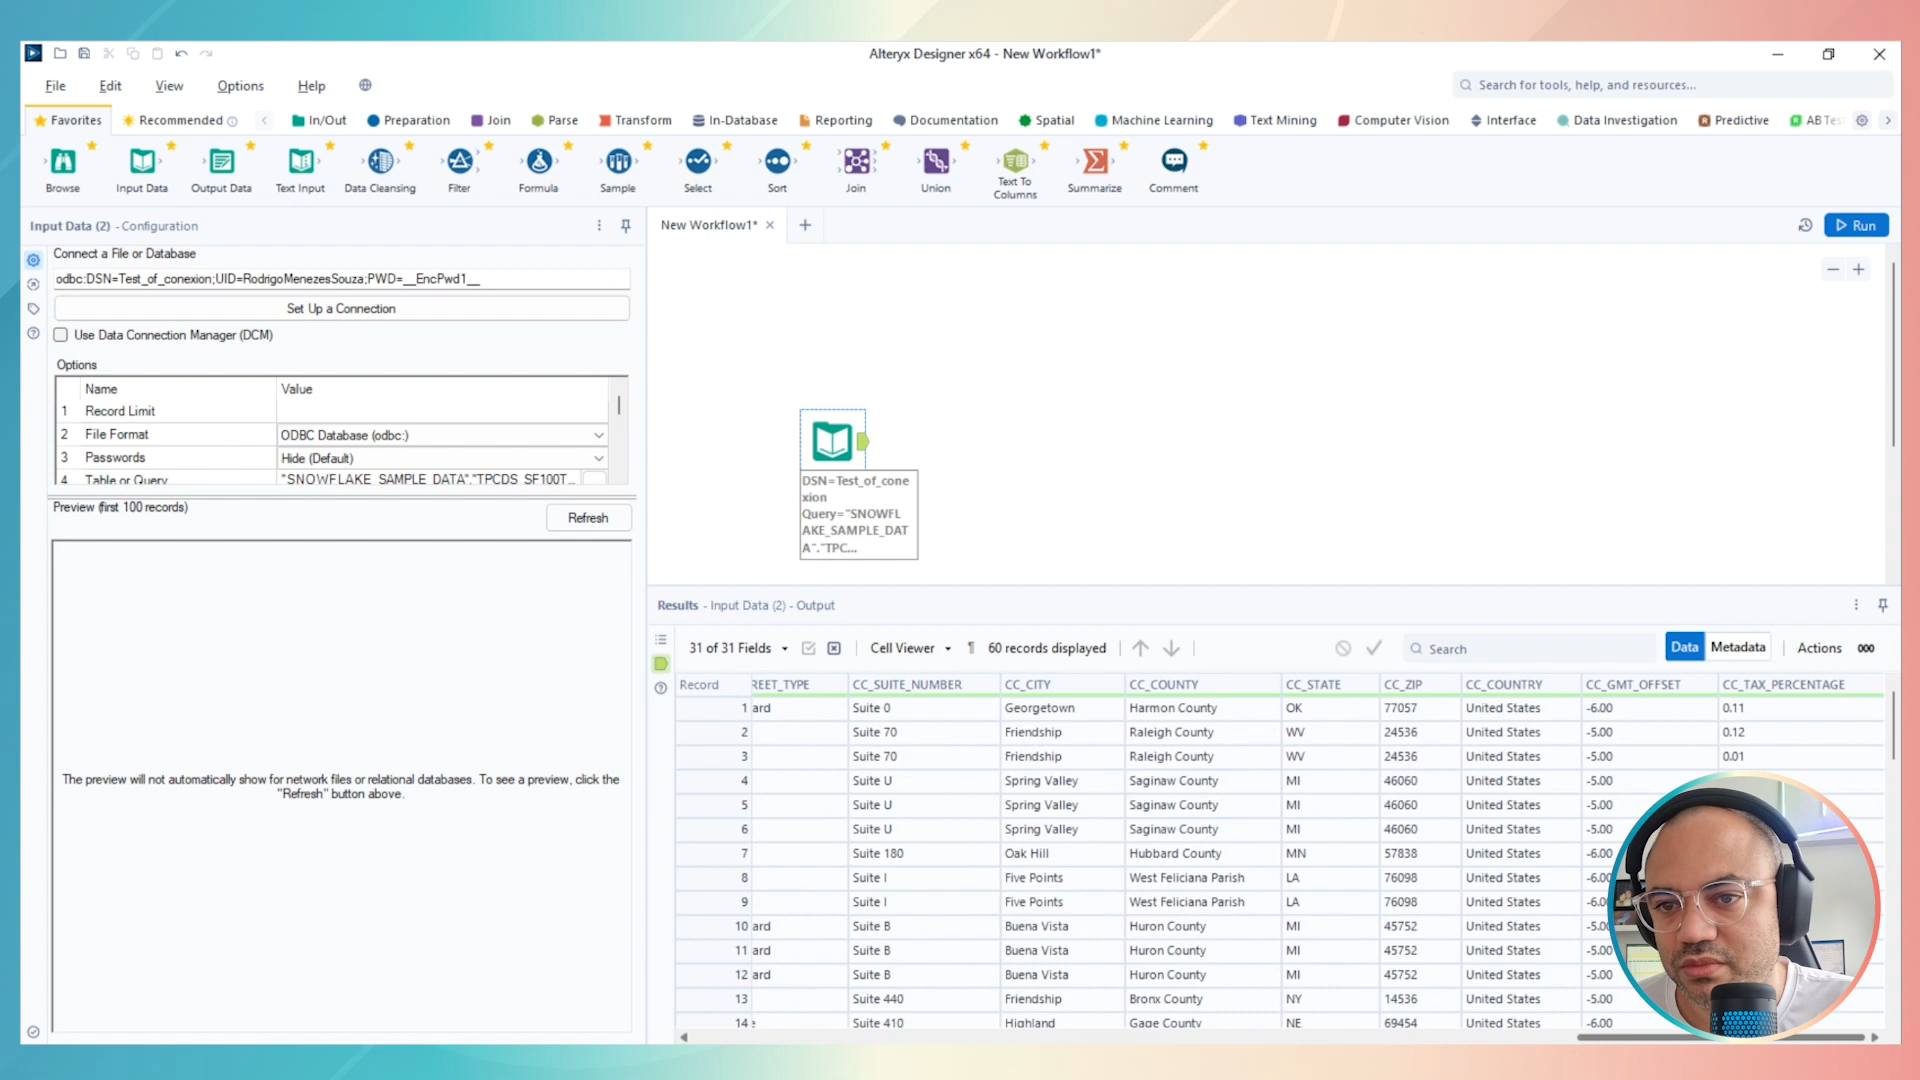 Alteryx Designer x64 - New Workflow1*
File Edit View Options Help
Search for tools, help, and resources...
Favorites Recommended In/Out Preparation Join Parse Transform In-Database Reporting Documentation Spatial Machine Learning Text Mining Computer Vision Interface Data Investigation Predictive AB Tes
Browse Input Data Output Data Text Input Data Cleansing Filter Formula Sample Select Sort Join Union Text To Columns Summarize Comment
Input Data (2) - Configuration
New Workflow1*
Run
Connect a File or Database
odbc:DSN=Test_of_conexion;UID=RodrigoMenezesSouza;PWD=__EncPwd1__
Set Up a Connection
Use Data Connection Manager (DCM)
Options
Name Value
1 Record Limit
2 File Format ODBC Database (odbc:)
3 Passwords Hide (Default)
4 Table or Query "SNOWFLAKE_SAMPLE_DATA"."TPCDS_SF100T...
Preview (first 100 records)
Refresh
The preview will not automatically show for network files or relational databases. To see a preview, click the
"Refresh" button above.
DSN=Test_of_cone
xion
Query="SNOWFL
AKE_SAMPLE_DAT
A"."TPC...
Results - Input Data (2) - Output
31 of 31 Fields Cell Viewer 60 records displayed Search Data Metadata Actions 000
Record REET_TYPE CC_SUITE_NUMBER CC_CITY CC_COUNTY CC_STATE CC_ZIP CC_COUNTRY CC_GMT_OFFSET CC_TAX_PERCENTAGE
1 ard Suite 0 Georgetown Harmon County OK 77057 United States -6.00 0.11
2 Suite 70 Friendship Raleigh County WV 24536 United States -5.00 0.12
3 Suite 70 Friendship Raleigh County WV 24536 United States -5.00 0.01
4 Suite U Spring Valley Saginaw County MI 46060 United States -5.00
5 Suite U Spring Valley Saginaw County MI 46060 United States -5.00
6 Suite U Spring Valley Saginaw County MI 46060 United States -5.00
7 Suite 180 Oak Hill Hubbard County MN 57838 United States -6.00
8 Suite I Five Points West Feliciana Parish LA 76098 United States -6.00
9 Suite I Five Points West Feliciana Parish LA 76098 United States -6.00
10 ard Suite B Buena Vista Huron County MI 45752 United States -5.00
11 ard Suite B Buena Vista Huron County MI 45752 United States -5.00
12 ard Suite B Buena Vista Huron County MI 45752 United States -5.00
13 Suite 440 Friendship Bronx County NY 14536 United States -5.00
14 Suite 410 Highland Gage County NE 69454 United States -6.00